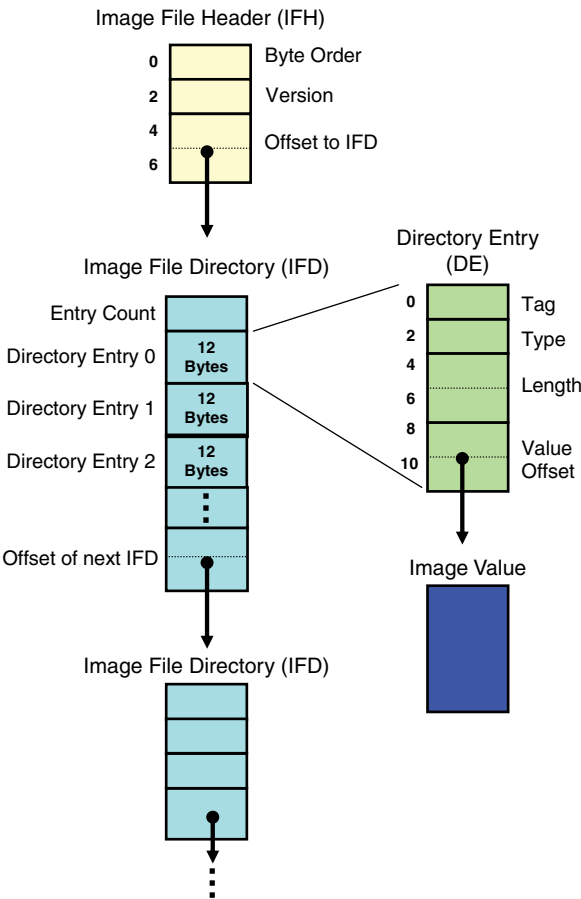 Image File Header (IFH)
0
Byte Order
2
Version
4
Offset to IFD
6
Image File Directory (IFD)
Entry Count
Directory Entry 0
12
Bytes
Directory Entry 1
12
Bytes
Directory Entry 2
12
Bytes
Offset of next IFD
Image File Directory (IFD)
Directory Entry
(DE)
0
Tag
2
Type
4
Length
6
8
Value
Offset
10
Image Value